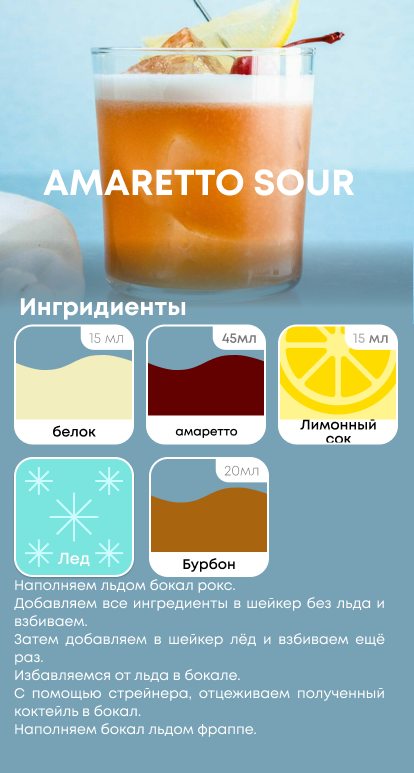 AMARETTO SOUR
Ингридиенты
15 мл
45мл
15 мл
белок
амаретто
Лимонный
сок
20мл
Лед
Бурбон
Наполняем льдом бокал рокс.
Добавляем все ингредиенты в шейкер без льда и
взбиваем.
Затем добавляем в шейкер лёд и взбиваем ещё
раз.
Избавляемся от льда в бокале.
С помощью стрейнера, отцеживаем полученный
коктейль в бокал.
Наполняем бокал льдом фраппе.